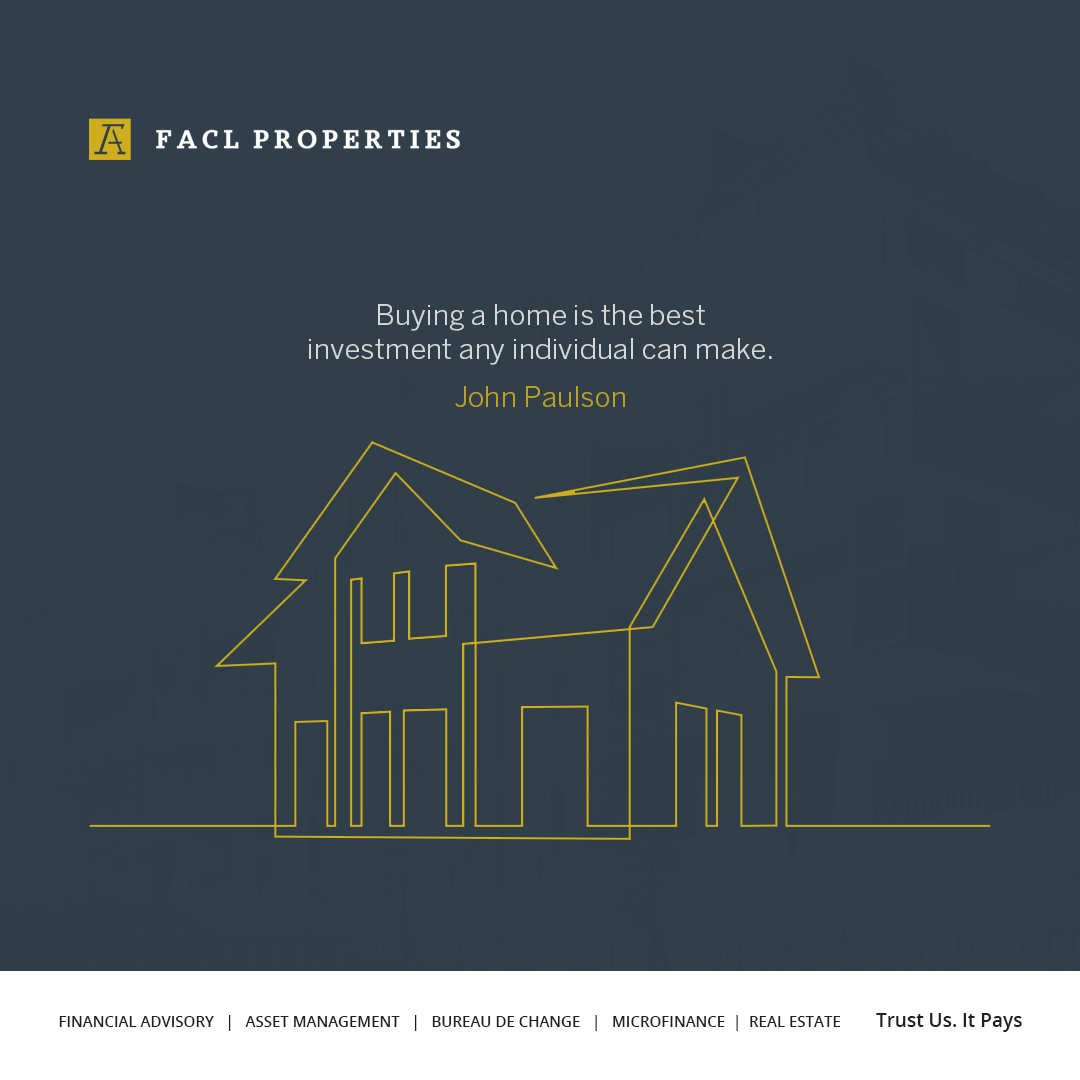 FA
FACL PROPERTIES
Buying a home is the best
investment any individual can make.
John Paulson
FINANCIAL ADVISORY | ASSET MANAGEMENT | BUREAU DE CHANGE | MICROFINANCE | REAL ESTATE Trust Us. It Pays